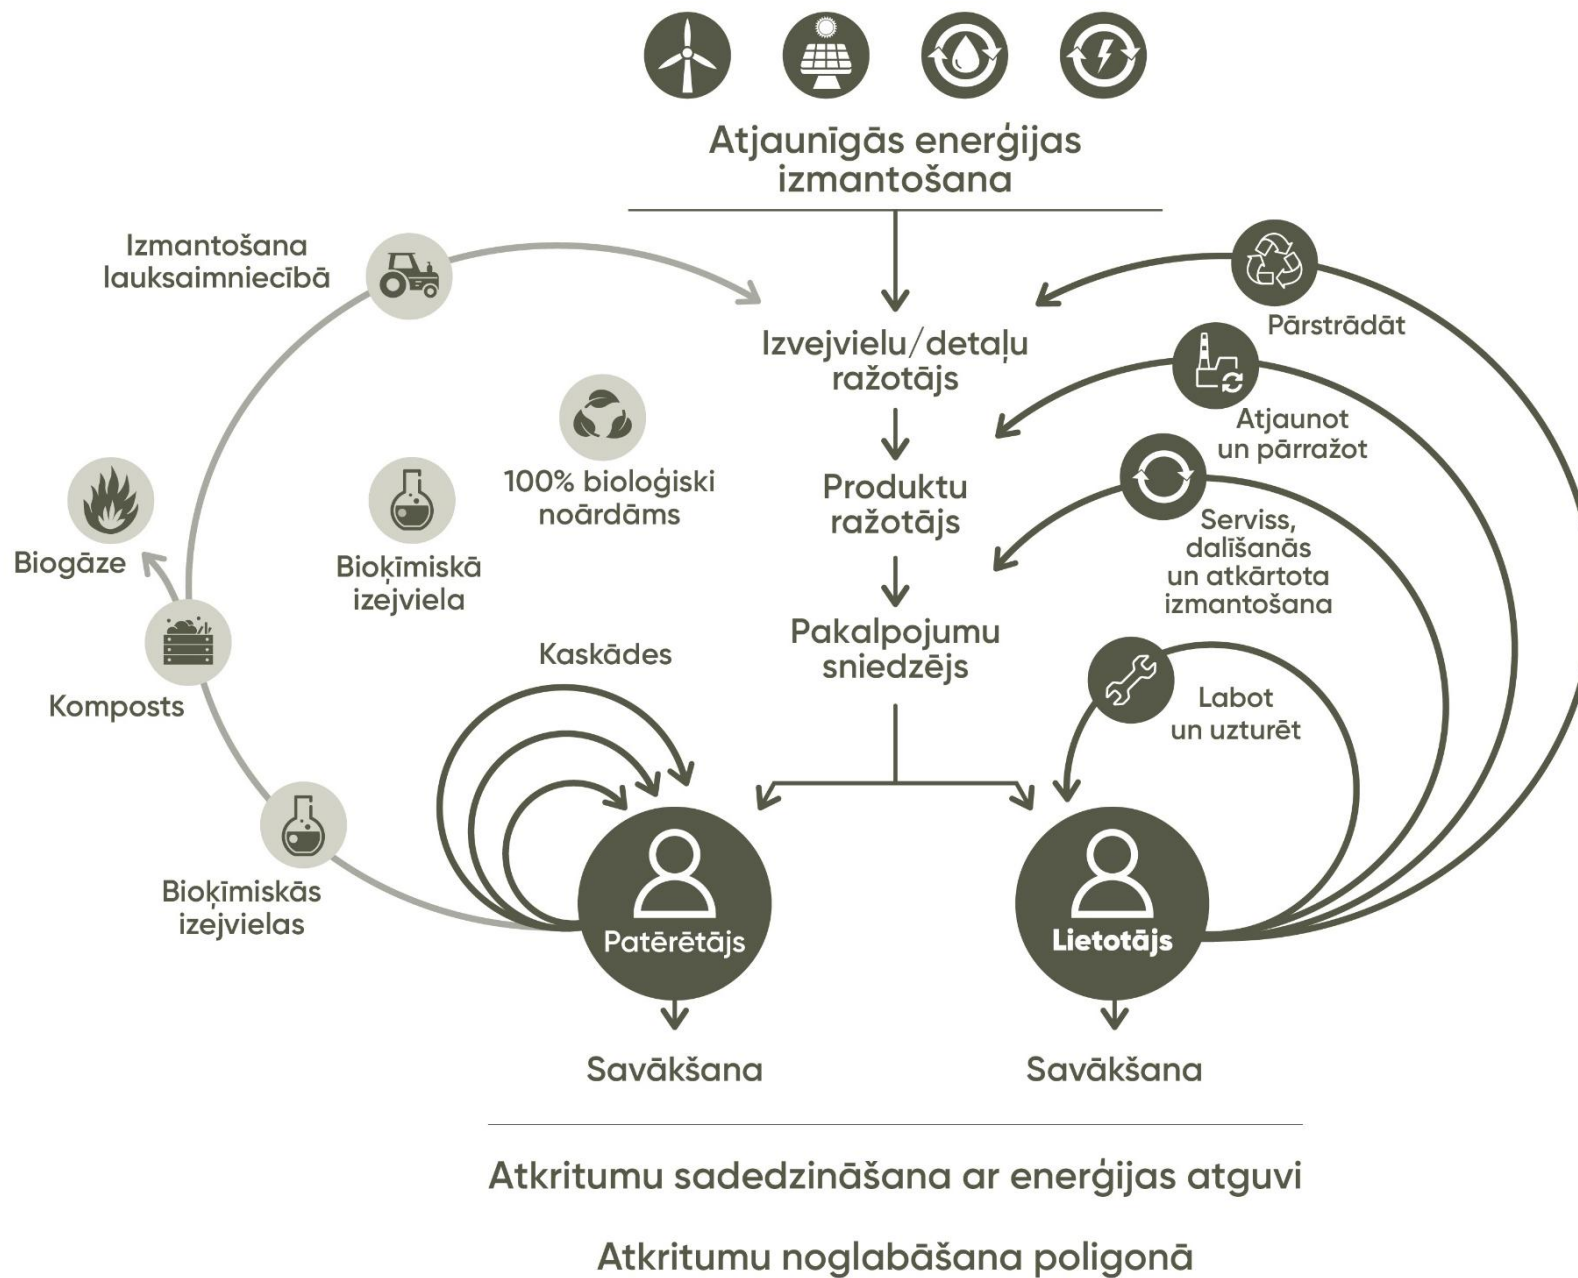 Atjaunīgās enerģijas
izmantošana
Izmantošana
lauksaimniecībā
Pārstrādāt
Izvejvielu/detaļu
ražotājs
Atjaunot
un pārražot
100% bioloģiski
noārdāms
Produktu
ražotājs
Serviss,
dalīšanās
un atkārtota
izmantošana
Biogāze
Bioķīmiskā
izejviela
Pakalpojumu
sniedzējs
Kaskādes
Komposts
Labot
un uzturēt
Bioķīmiskās
izejvielas
Patērētājs
Lietotājs
Savākšana
Savākšana
Atkritumu sadedzināšana ar enerģijas atguvi
Atkritumu noglabāšana poligonā